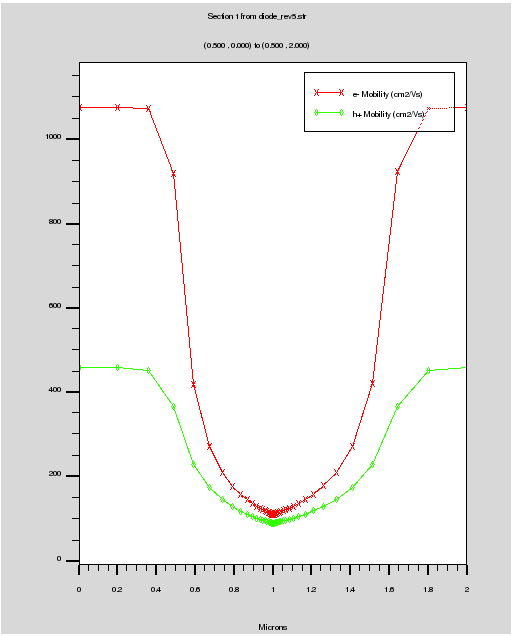 Section 1 from diode_rev5.str
(0.500 , 0.000) to (0.500 , 2.000)
e- Mobility (cm2/Vs)
h+ Mobility (cm2/Vs)
1000
800
600
400
200
0
0 0.2 0.4 0.6 0.8 1 1.2 1.4 1.6 1.8 2
Microns